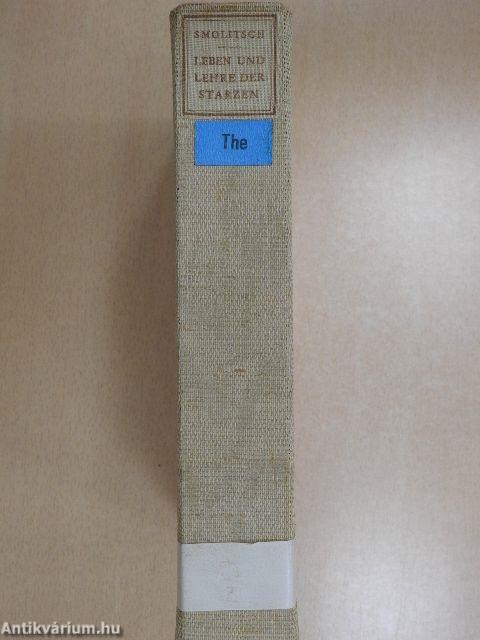 SMOLITSCH
LEBEN UND
LEHRE DER
STARZEN
The
Antikvárium.hu